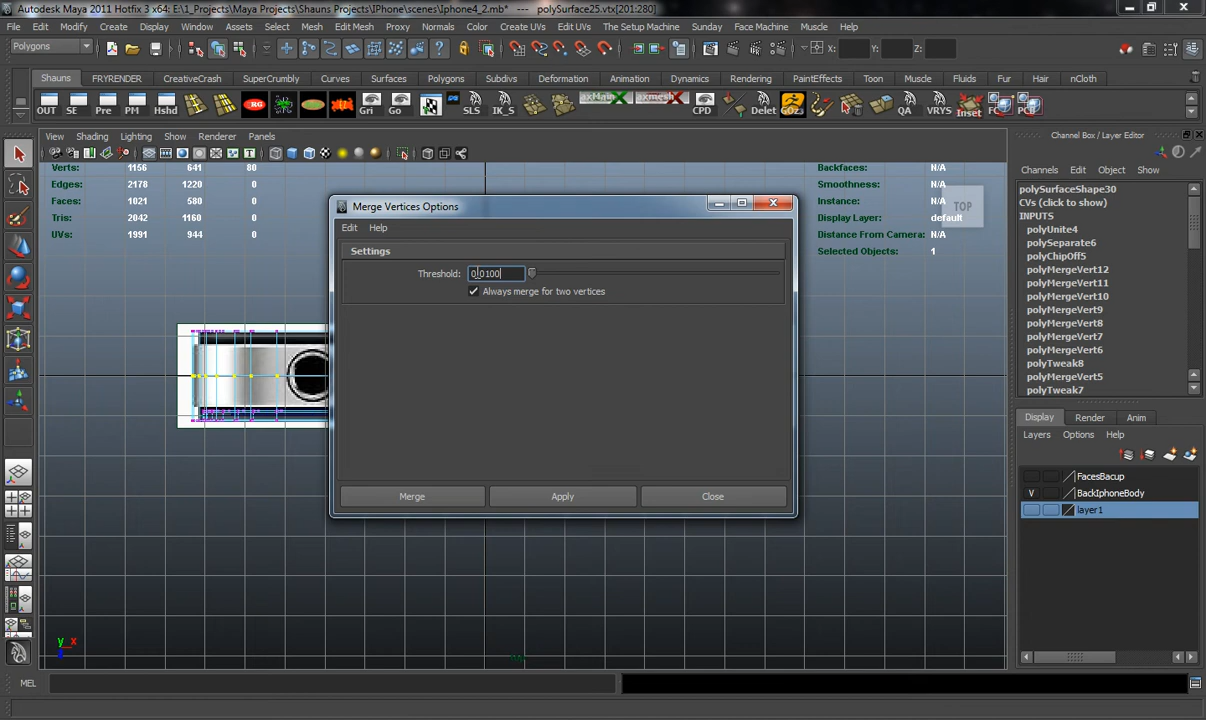 Autodesk Maya 2011 Hotfix 3 x64: E:\1_Projects\Maya Projects\Shauns Projects\IPhone\scenes\Iphone4_2.mb* --- polySurface25.vtx[201:280]
File Edit Modify Create Display Window Assets Select Mesh Edit Mesh Proxy Normals Color Create UVs Edit UVs The Setup Machine Sunday Face Machine Muscle Help
Polygons X: Y: Z:
Shauns FRYRENDER CreativeCrash SuperCrumbly Curves Surfaces Polygons Subdivs Deformation Animation Dynamics Rendering PaintEffects Toon Muscle Fluids Fur Hair nCloth
OUT SE Pre PM Hshd RG Gri Go SLS IK_S axMain axmesh CPD Delet GOz VRYS QA VRYS Inset FC PCB
View Shading Lighting Show Renderer Panels
Channel Box / Layer Editor
Channels Edit Object Show
Verts: 1156 641 80
Edges: 2178 1220 0
Faces: 1021 580 0
Tris: 2042 1160 0
UVs: 1991 944 0
Backfaces: N/A
Smoothness: N/A
Instance: N/A
Display Layer: default
Distance From Camera: N/A
Selected Objects: 1
TOP
Merge Vertices Options
Edit Help
Settings
Threshold: 0.0100
Always merge for two vertices
Merge Apply Close
polySurfaceShape30
CVs (click to show)
INPUTS
polyUnite4
polySeparate6
polyChipOff5
polyMergeVert12
polyMergeVert11
polyMergeVert10
polyMergeVert9
polyMergeVert8
polyMergeVert7
polyMergeVert6
polyTweak8
polyMergeVert5
polyTweak7
Display Render Anim
Layers Options Help
FacesBacup
V BackIphoneBody
layer1
y x
MEL